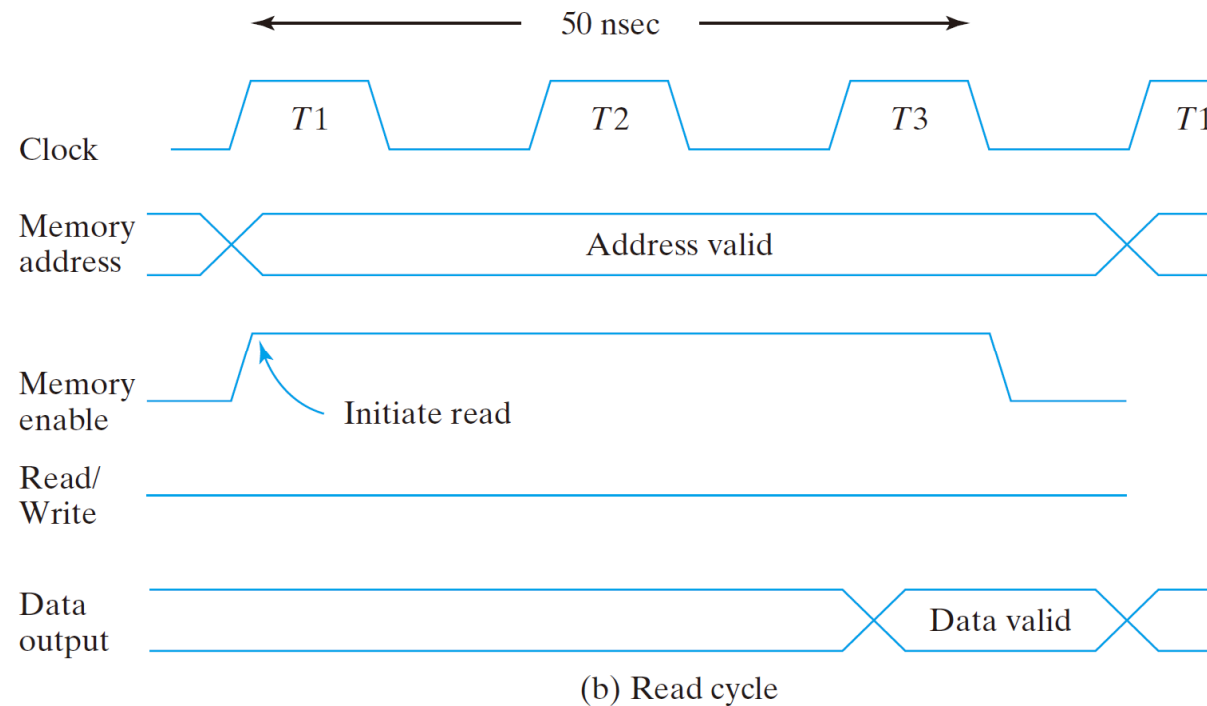 50 nsec
T1
T2
T3
T1
Clock
Memory
address
Address valid
Memory
enable
Initiate read
Read/
Write
Data
output
Data valid
(b) Read cycle